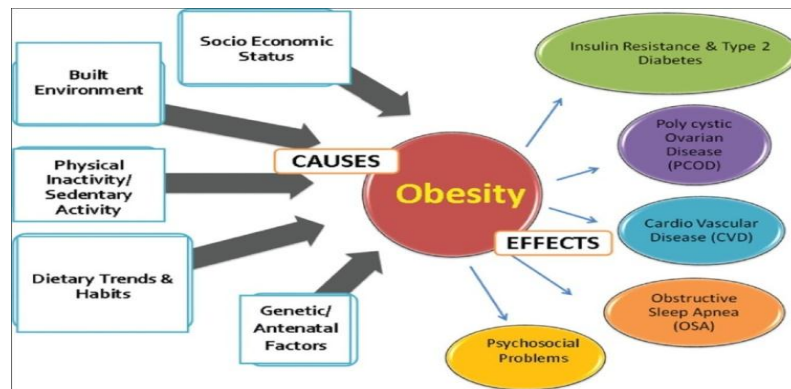 Socio Economic
Status
Built
Environment
Physical
Inactivity/
Sedentary
Activity
Dietary Trends &
Habits
Genetic/
Antenatal
Factors
CAUSES
Obesity
EFFECTS
Insulin Resistance & Type 2
Diabetes
Poly cystic
Ovarian
Disease
(PCOD)
Cardio Vascular
Disease (CVD)
Obstructive
Sleep Apnea
(OSA)
Psychosocial
Problems